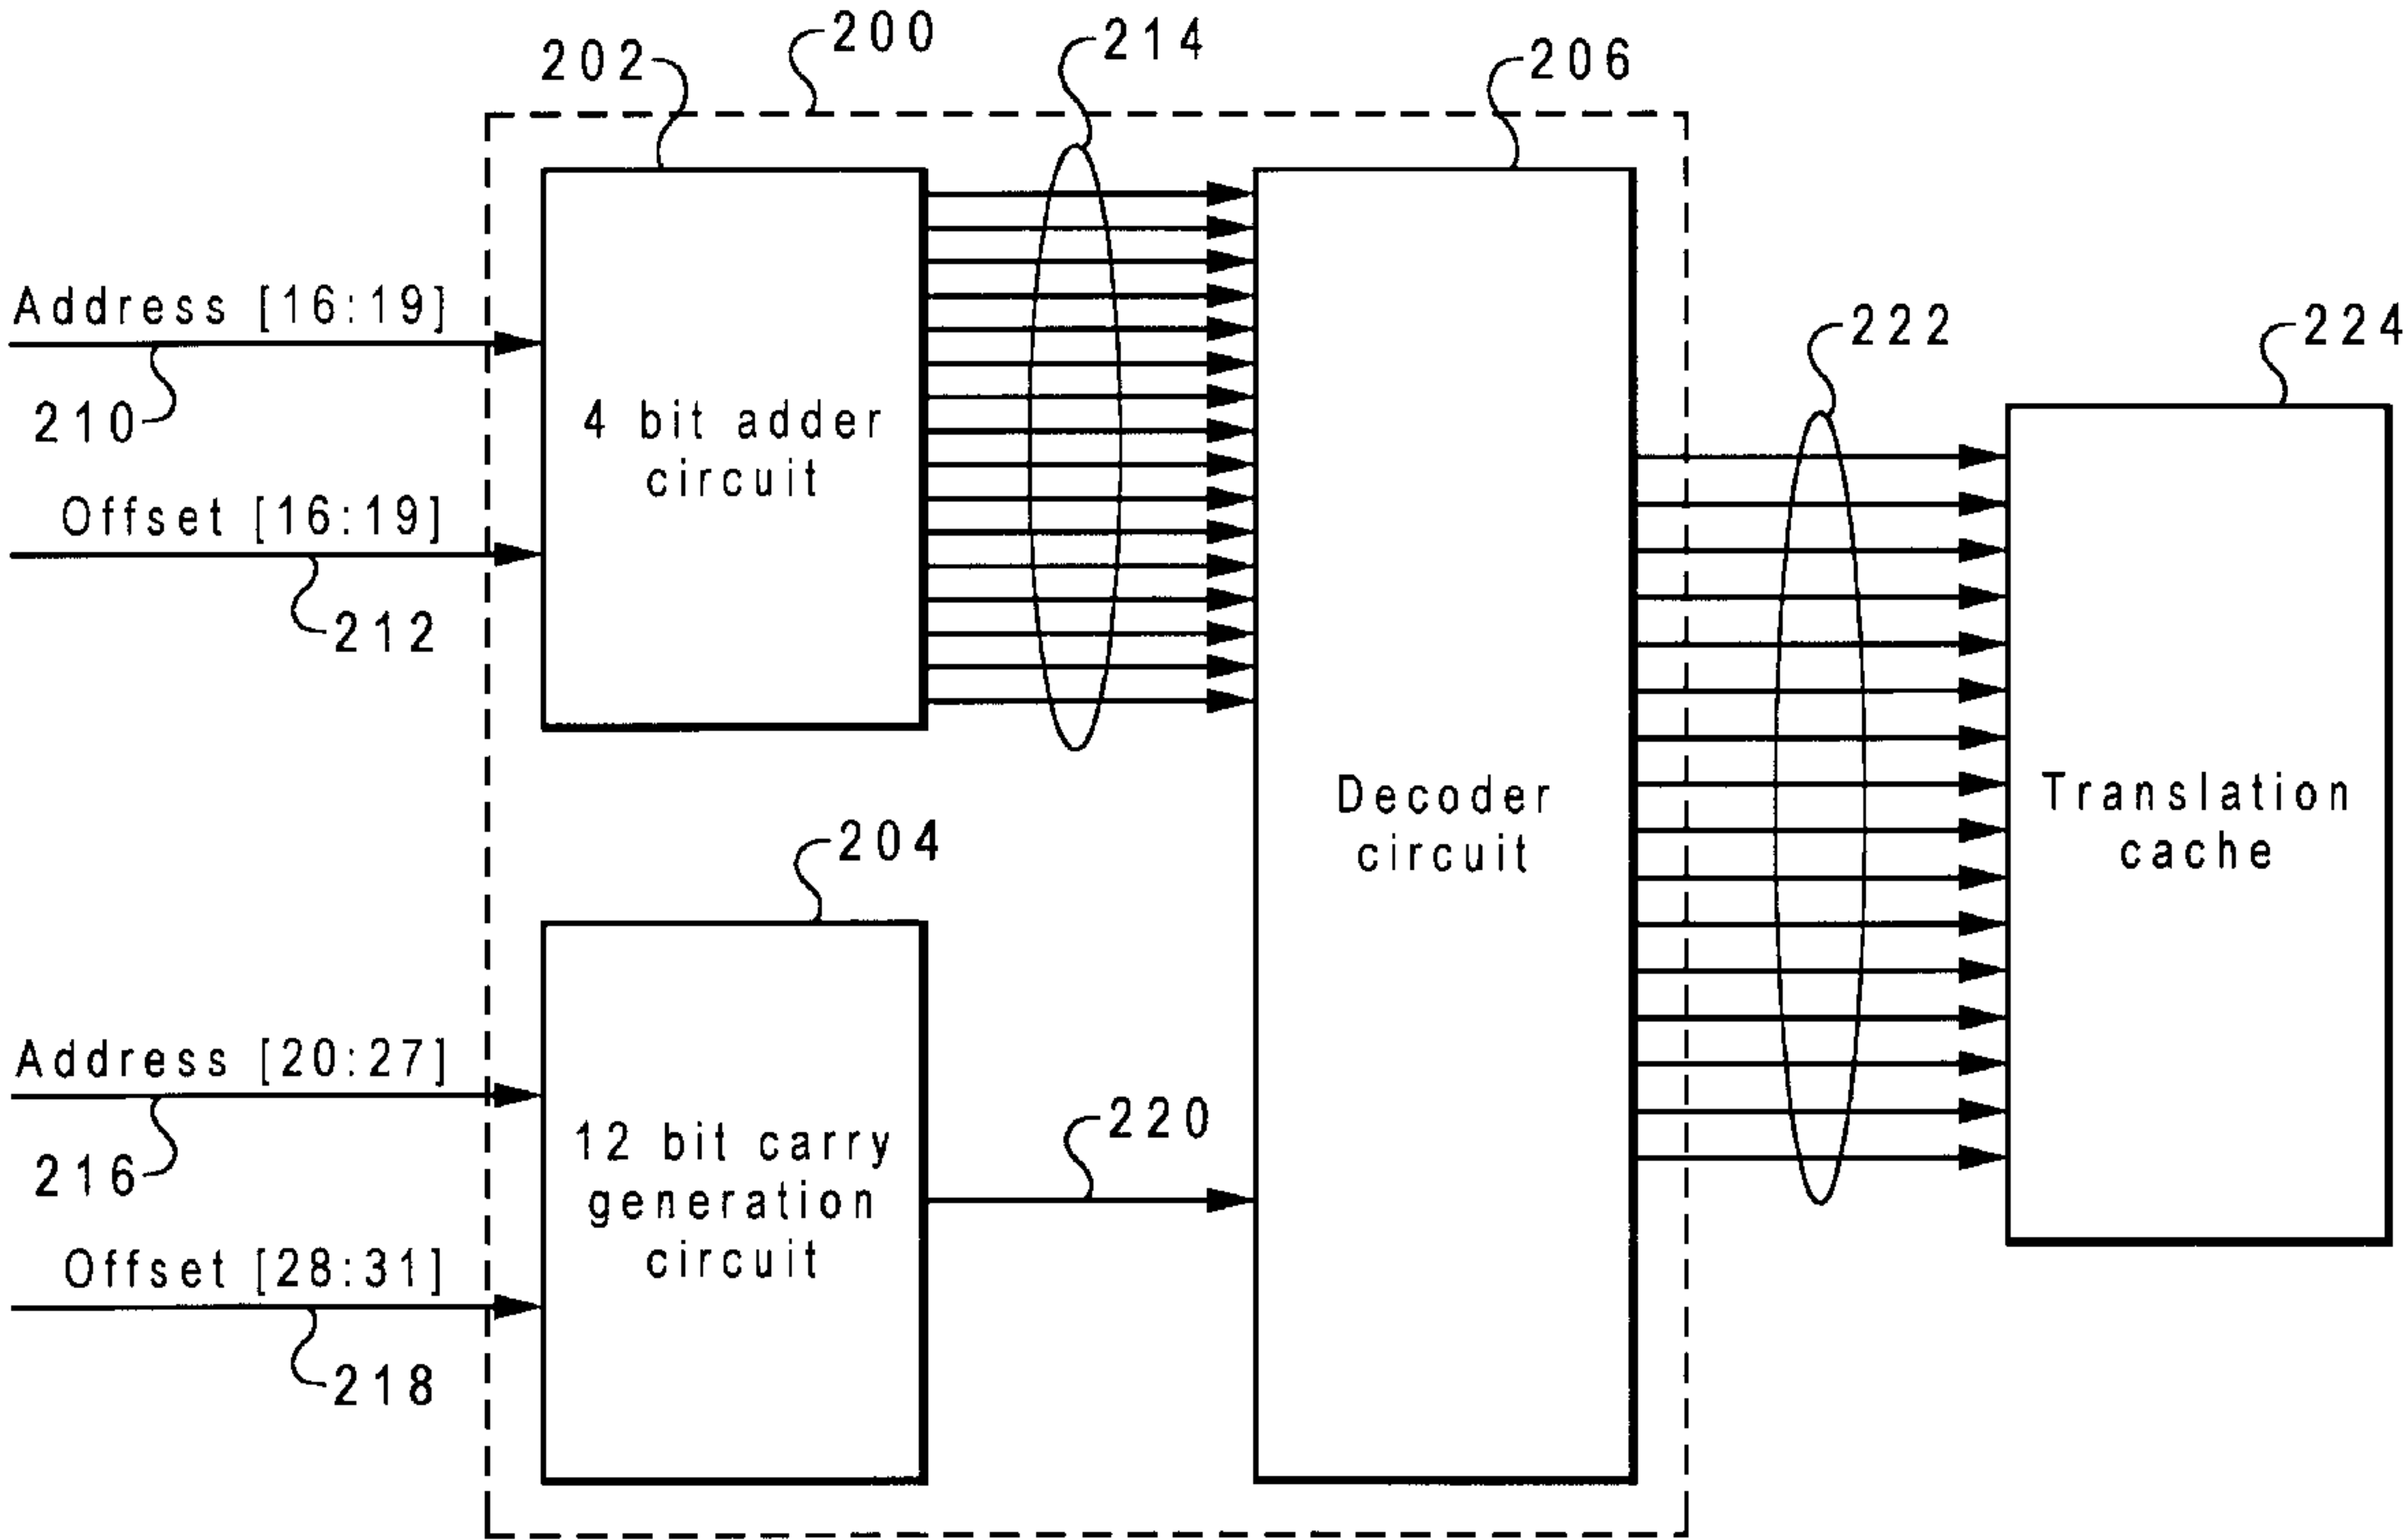 200
214
202
206
Address [16:19]
222
224
210
4 bit adder
circuit
Offset [16:19]
212
Decoder
circuit
Translation
cache
204
Address [20:27]
216
12 bit carry
generation
circuit
220
Offset [28:31]
218